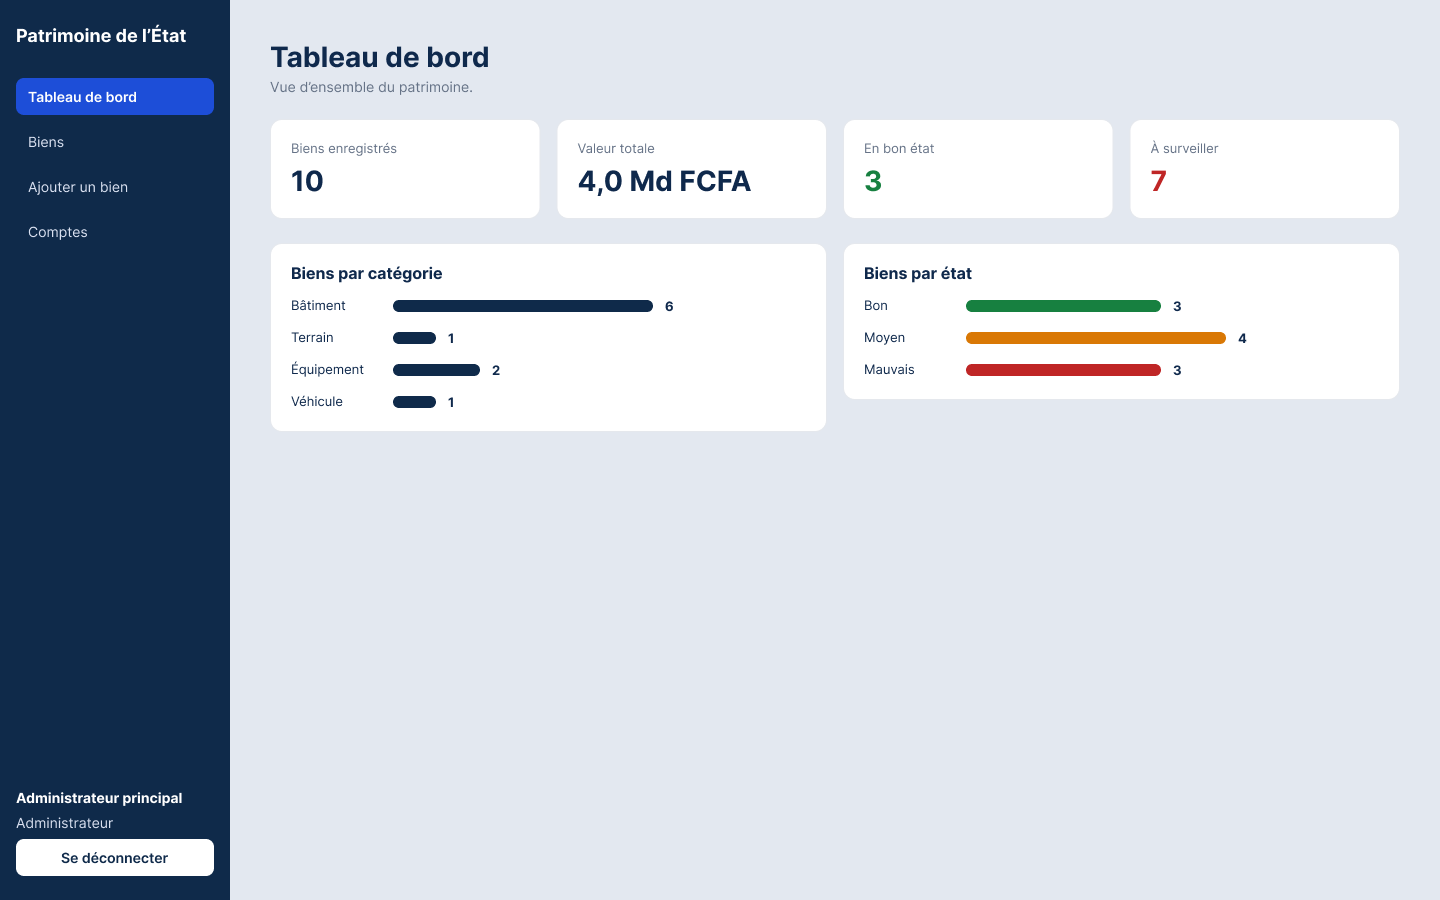 Patrimoine de l’État
Tableau de bord
Biens
Ajouter un bien
Comptes
Administrateur principal
Administrateur
Se déconnecter
Tableau de bord
Vue d’ensemble du patrimoine.
Biens enregistrés
10
Valeur totale
4,0 Md FCFA
En bon état
3
À surveiller
7
Biens par catégorie
Bâtiment 6
Terrain 1
Équipement 2
Véhicule 1
Biens par état
Bon 3
Moyen 4
Mauvais 3